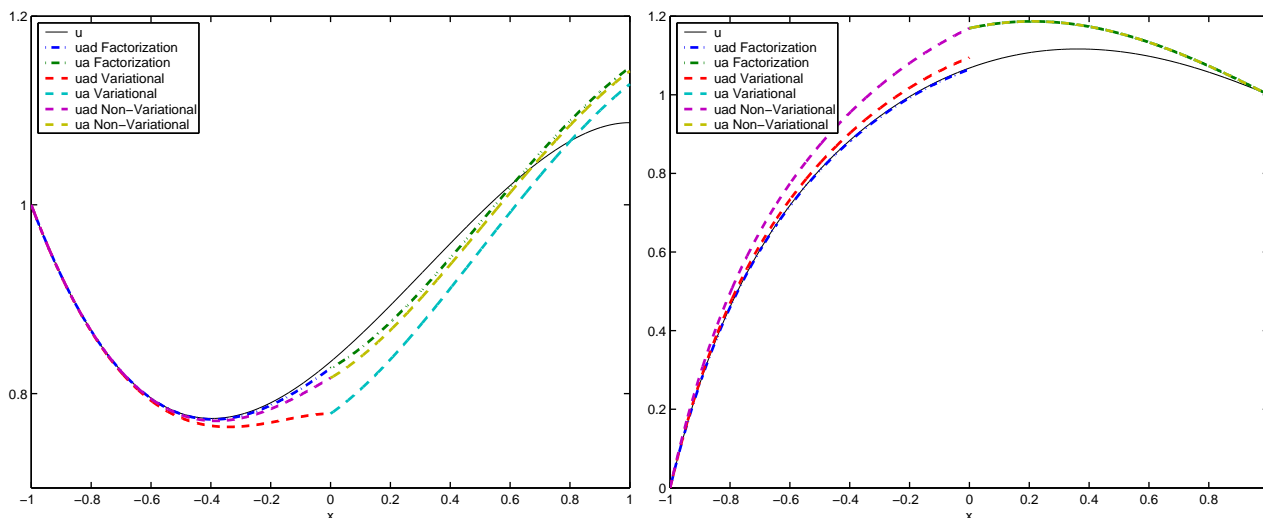 1.2
1
0.8
−1
−0.8
−0.6
−0.4
−0.2
0
0.2
0.4
0.6
0.8
1
x
u
uad Factorization
ua Factorization
uad Variational
ua Variational
uad Non−Variational
ua Non−Variational
1.2
1
0.8
0.6
0.4
0.2
0
−1
−0.8
−0.6
−0.4
−0.2
0
0.2
0.4
0.6
0.8
x
u
uad Factorization
ua Factorization
uad Variational
ua Variational
uad Non−Variational
ua Non−Variational